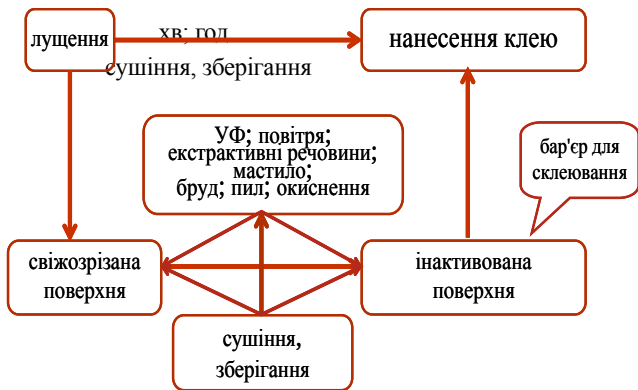 лущення
хв; год
сушіння, зберігання
нанесення клею
УФ; повітря;
екстрактивні речовини;
мастило;
бруд; пил; окиснення
бар'єр для
склеювання
свіжозрізана
поверхня
інактивована
поверхня
сушіння,
зберігання